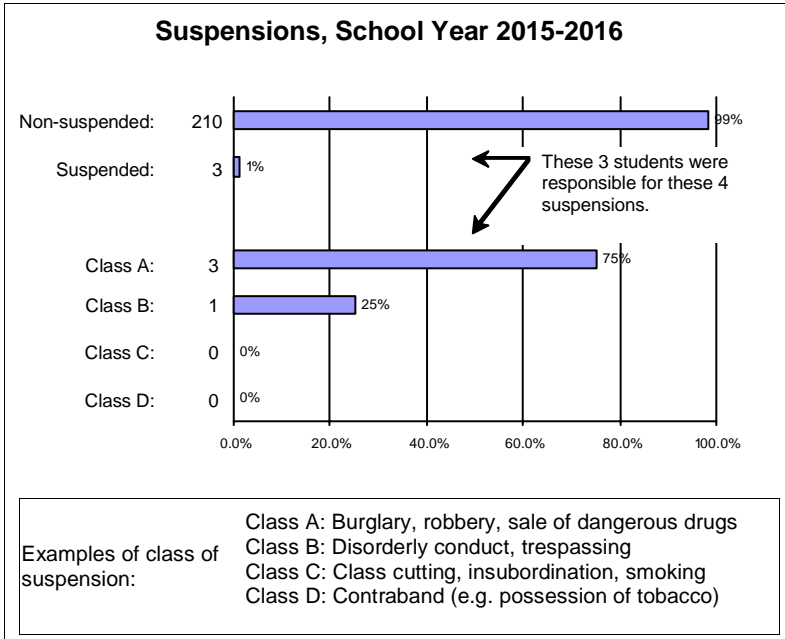 Suspensions, School Year 2015-2016
Non-suspended: 210 99%
Suspended: 3 1%
These 3 students were
responsible for these 4
suspensions.
Class A: 3 75%
Class B: 1 25%
Class C: 0 0%
Class D: 0 0%
0.0% 20.0% 40.0% 60.0% 80.0% 100.0%
Examples of class of
suspension:
Class A: Burglary, robbery, sale of dangerous drugs
Class B: Disorderly conduct, trespassing
Class C: Class cutting, insubordination, smoking
Class D: Contraband (e.g. possession of tobacco)